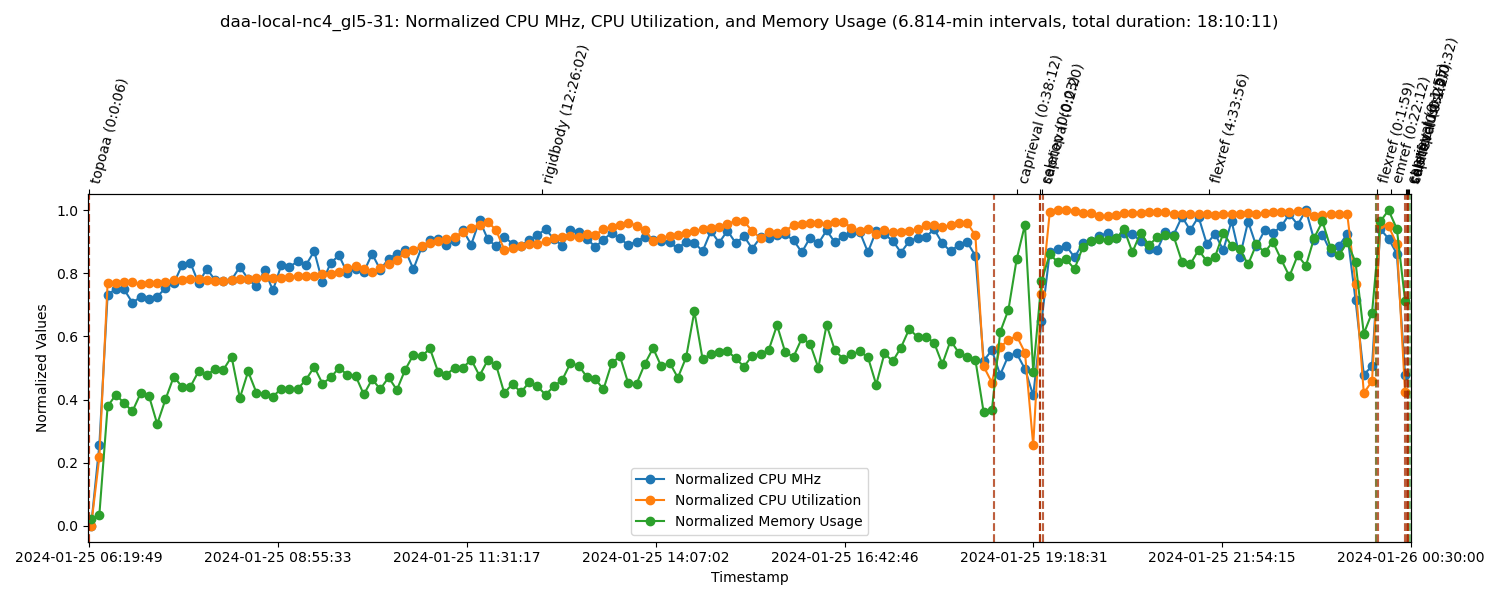 daa-local-nc4_gl5-31: Normalized CPU MHz, CPU Utilization, and Memory Usage (6.814-min intervals, total duration: 18:10:11)
topoaa (0:0:06)
rigidbody (12:26:02)
caprieval (0:38:12)
flexref (4:33:56)
flexref (0:1:59)
emref (0:22:12)
Normalized Values
1.0
0.8
0.6
0.4
0.2
0.0
Normalized CPU MHz
Normalized CPU Utilization
Normalized Memory Usage
2024-01-25 06:19:49
2024-01-25 08:55:33
2024-01-25 11:31:17
2024-01-25 14:07:02
2024-01-25 16:42:46
2024-01-25 19:18:31
2024-01-25 21:54:15
2024-01-26 00:30:00
Timestamp